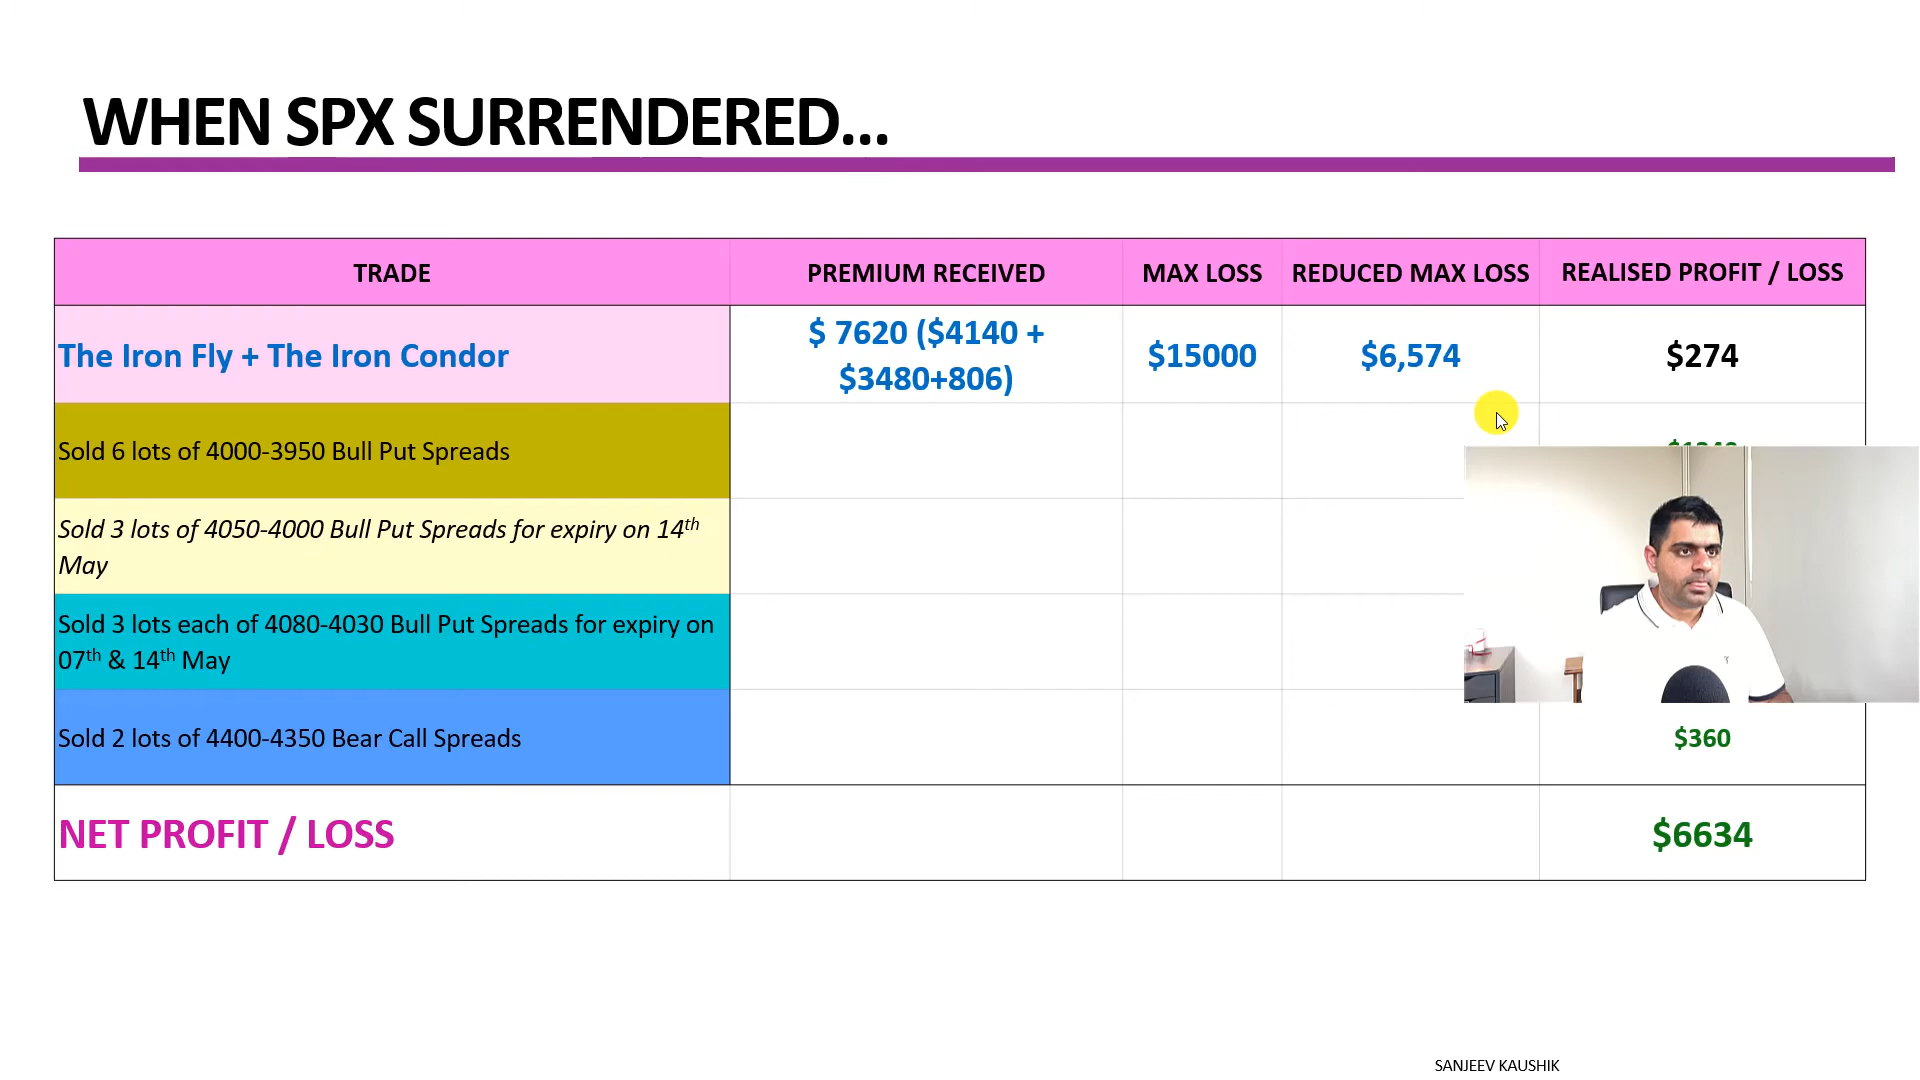 WHEN SPX SURRENDERED...
TRADE PREMIUM RECEIVED MAX LOSS REDUCED MAX LOSS REALISED PROFIT / LOSS
The Iron Fly + The Iron Condor $ 7620 ($4140 + $15000 $6,574 $274
$3480+806)
Sold 6 lots of 4000-3950 Bull Put Spreads
Sold 3 lots of 4050-4000 Bull Put Spreads for expiry on 14th
May
Sold 3 lots each of 4080-4030 Bull Put Spreads for expiry on
07th & 14th May
Sold 2 lots of 4400-4350 Bear Call Spreads $360
NET PROFIT / LOSS $6634
SANJEEV KAUSHIK